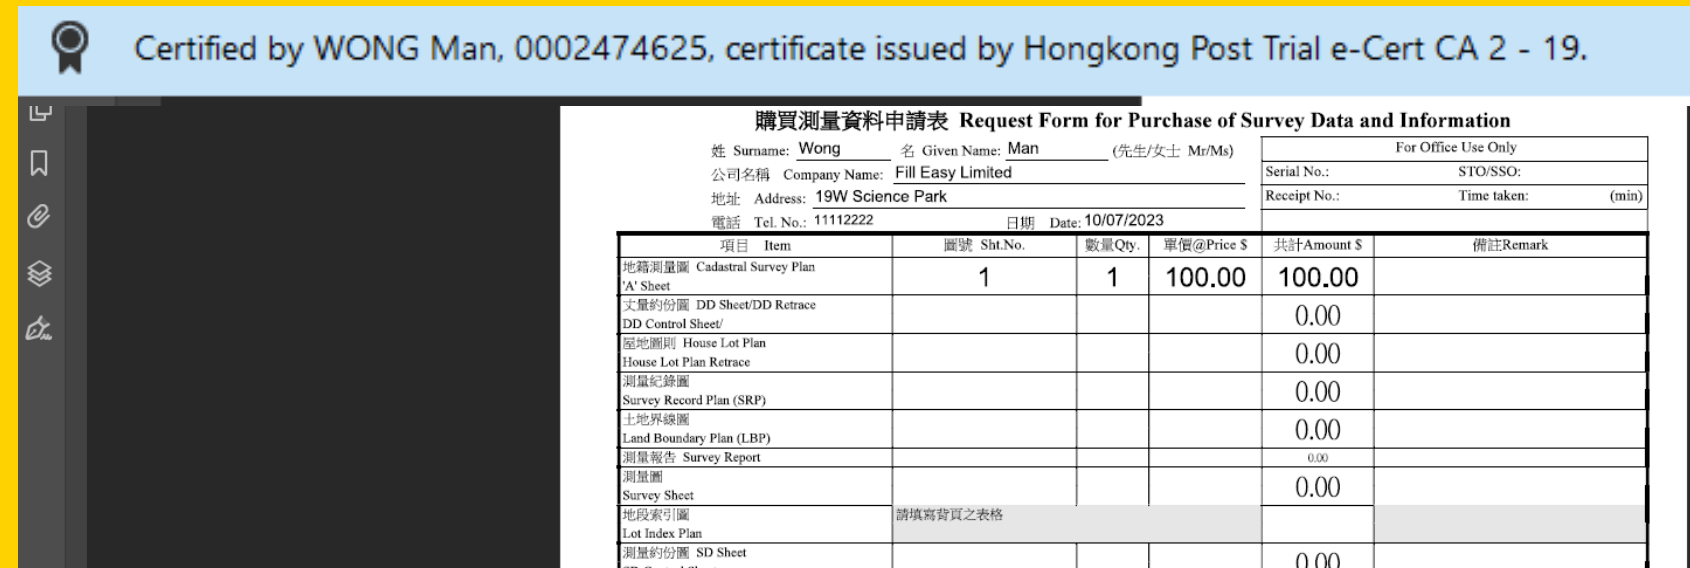 Certified by WONG Man, 0002474625, certificate issued by Hongkong Post Trial e-Cert CA 2 - 19.
購買測量資料申請表 Request Form for Purchase of Survey Data and Information
姓 Surname: Wong 名 Given Name: Man (先生/女士 Mr/Ms) For Office Use Only
公司名稱 Company Name: Fill Easy Limited Serial No.: STO/SSO:
地址 Address: 19W Science Park Receipt No.: Time taken: (min)
電話 Tel. No.: 11112222 日期 Date: 10/07/2023
項目 Item 圖號 Sht.No. 數量Qty. 單價@Price $ 共計Amount $ 備註Remark
地籍測量圖 Cadastral Survey Plan
'A' Sheet 1 1 100.00 100.00
丈量約份圖 DD Sheet/DD Retrace
DD Control Sheet/ 0.00
屋地圖則 House Lot Plan
House Lot Plan Retrace 0.00
測量紀錄圖
Survey Record Plan (SRP) 0.00
土地界線圖
Land Boundary Plan (LBP) 0.00
測量報告 Survey Report 0.00
測量圖
Survey Sheet 0.00
地段索引圖 請填寫背頁之表格
Lot Index Plan
測量約份圖 SD Sheet
0.00